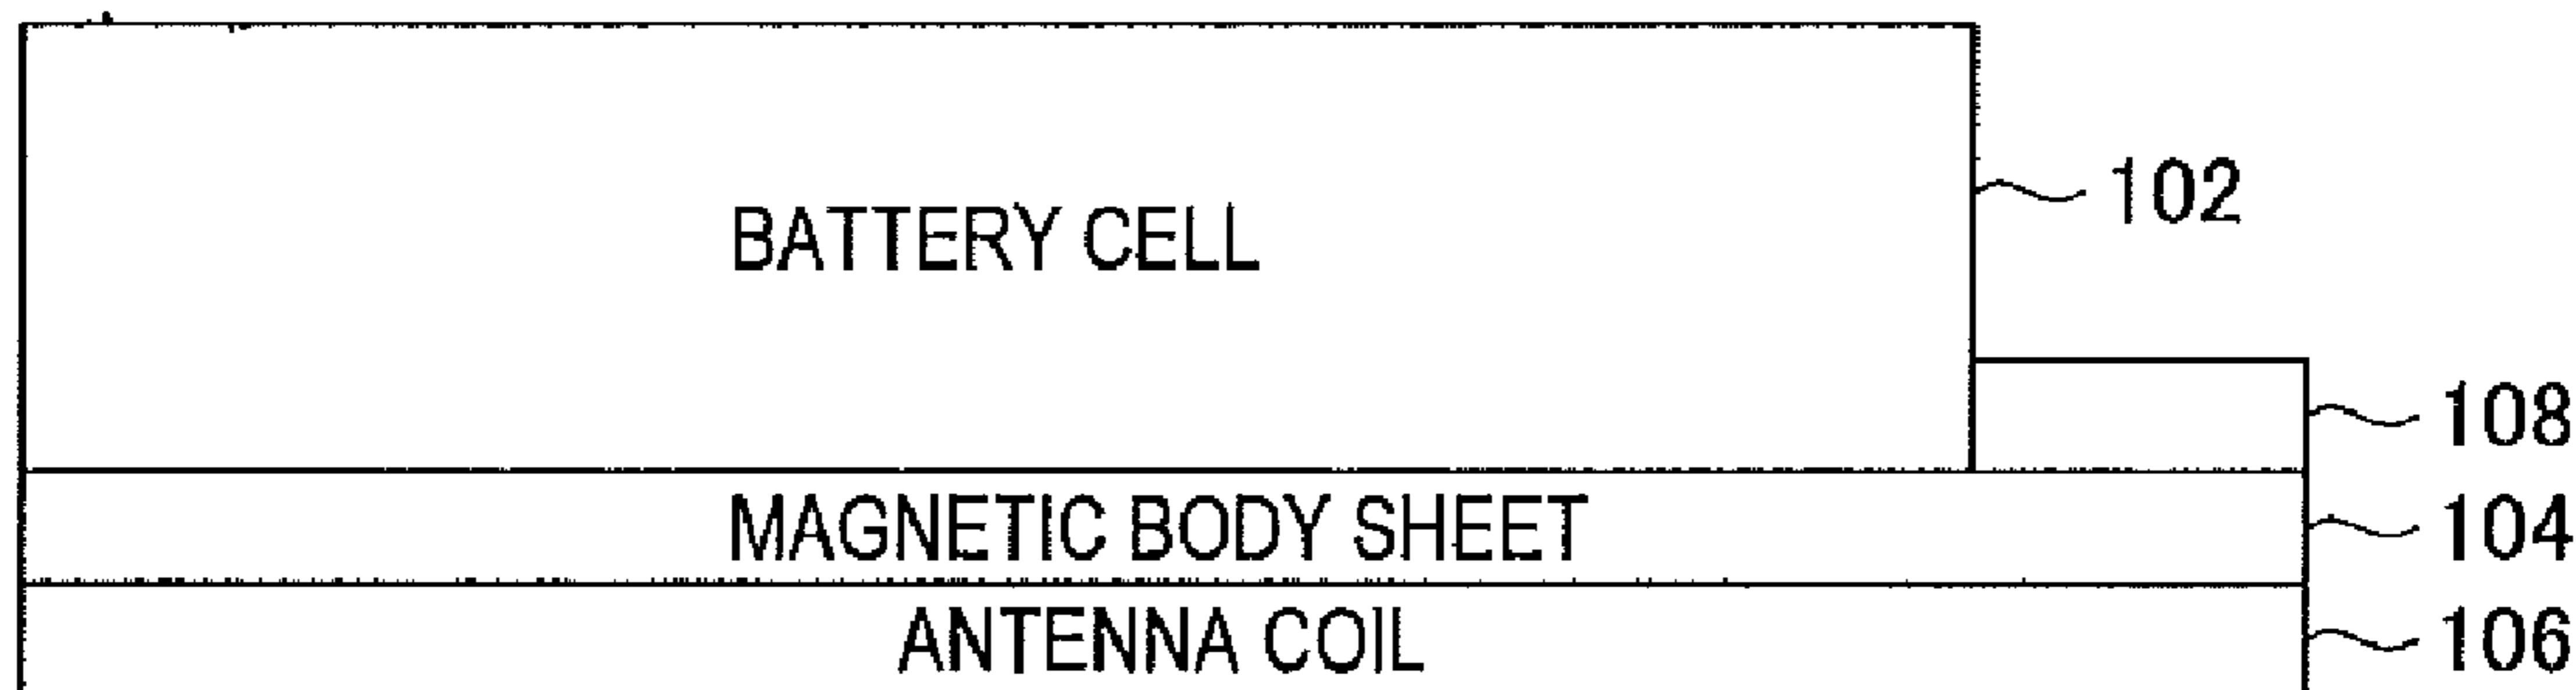 BATTERY CELL
102
108
MAGNETIC BODY SHEET
104
ANTENNA COIL
106